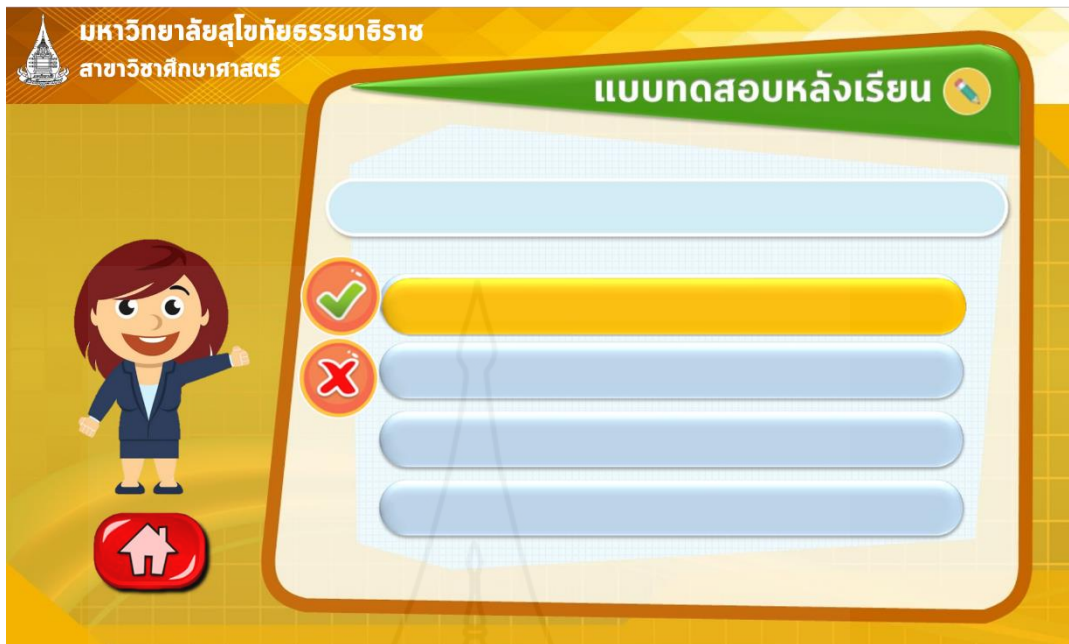 มหาวิทยาลัยสุโขทัยธรรมาธิราช
สาขาวิชาศึกษาศาสตร์
แบบทดสอบหลังเรียน